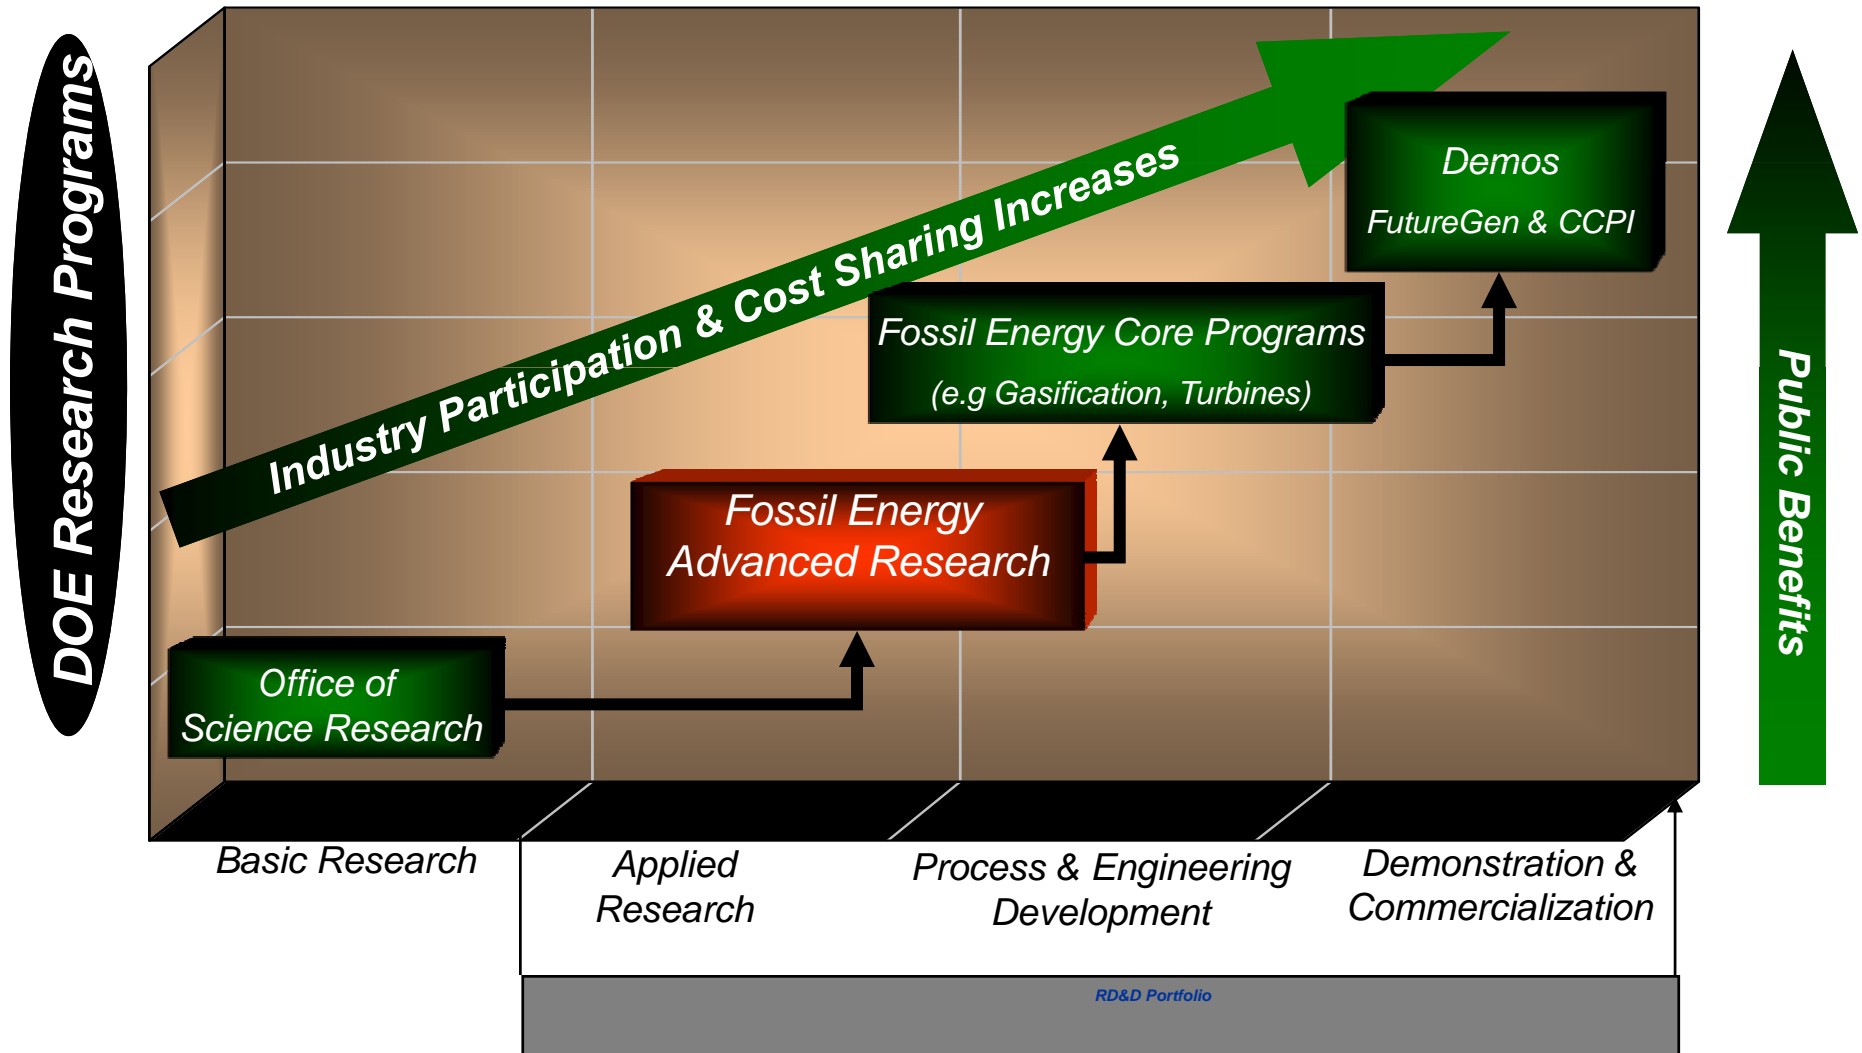 DOE Research Programs
Industry Participation & Cost Sharing Increases
Demos
FutureGen & CCPI
Fossil Energy Core Programs
(e.g Gasification, Turbines)
Fossil Energy
Advanced Research
Office of
Science Research
Public Benefits
Basic Research
Applied
Research
Process & Engineering
Development
Demonstration &
Commercialization
RD&D Portfolio